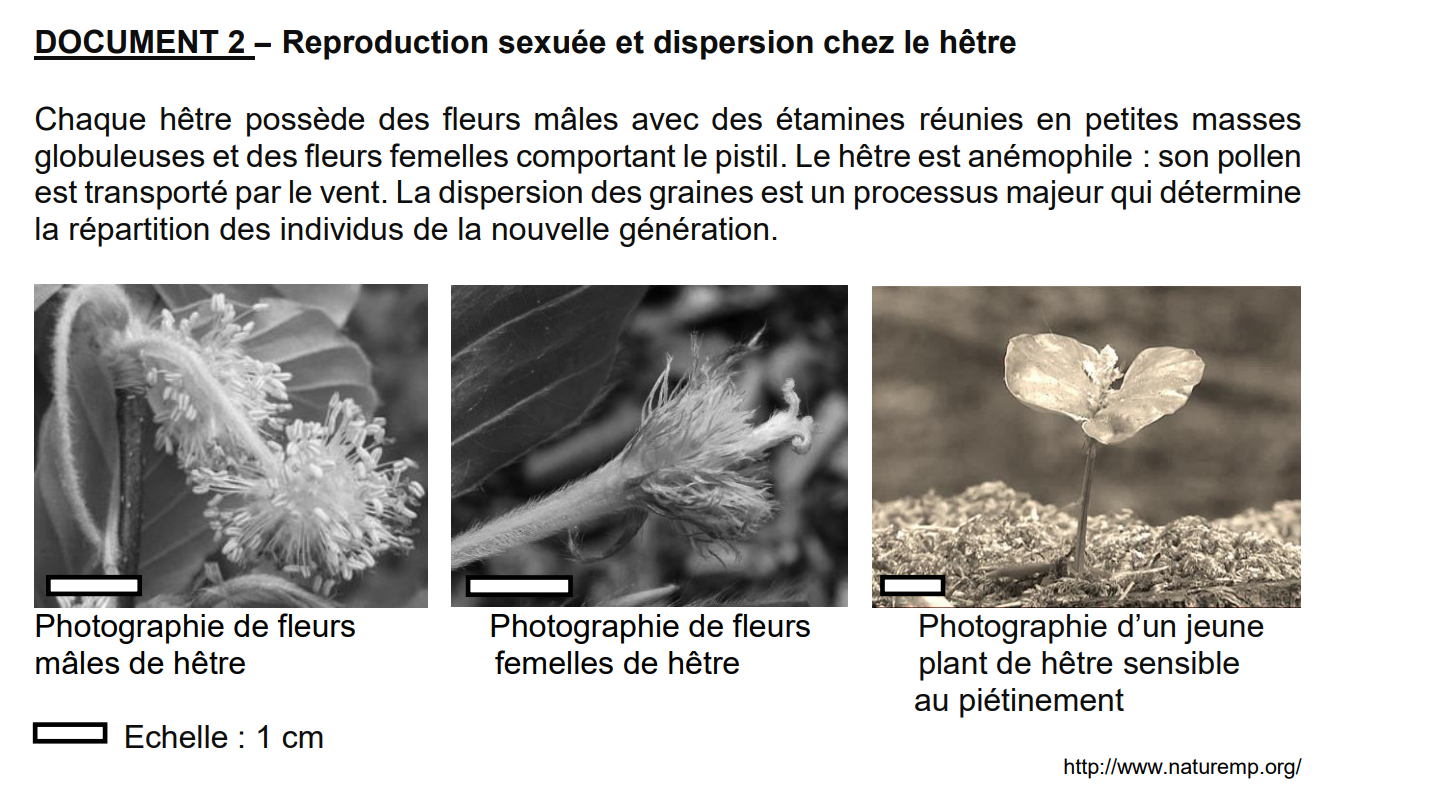 DOCUMENT 2 – Reproduction sexuée et dispersion chez le hêtre
Chaque hêtre possède des fleurs mâles avec des étamines réunies en petites masses
globuleuses et des fleurs femelles comportant le pistil. Le hêtre est anémophile : son pollen
est transporté par le vent. La dispersion des graines est un processus majeur qui détermine
la répartition des individus de la nouvelle génération.
Photographie de fleurs
mâles de hêtre
Photographie de fleurs
femelles de hêtre
Photographie d’un jeune
plant de hêtre sensible
au piétinement
Echelle : 1 cm
http://www.naturemp.org/